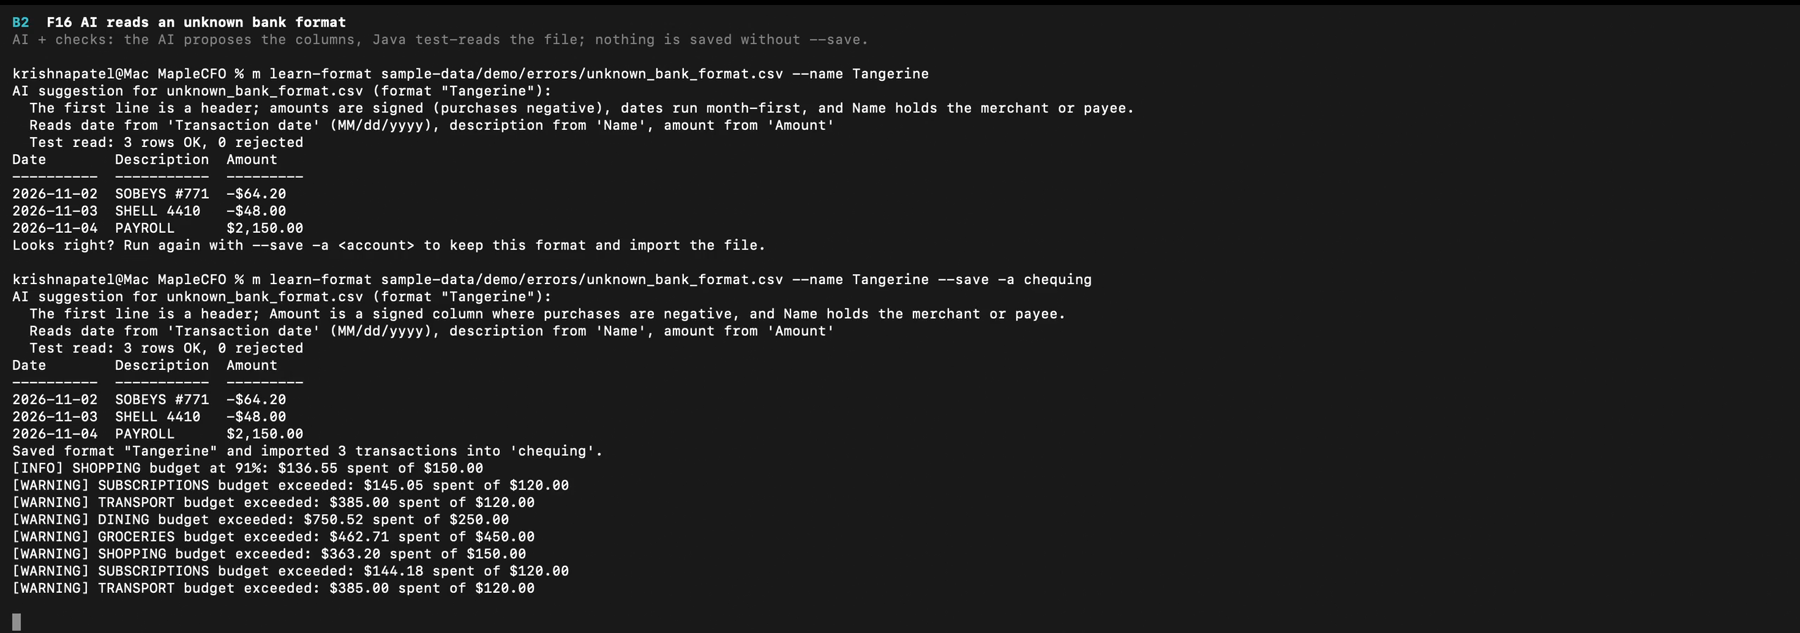 B2  F16 AI reads an unknown bank format
AI + checks: the AI proposes the columns, Java test-reads the file; nothing is saved without --save.
krishnapatel@Mac MapleCFO % m learn-format sample-data/demo/errors/unknown_bank_format.csv --name Tangerine
AI suggestion for unknown_bank_format.csv (format "Tangerine"):
  The first line is a header; amounts are signed (purchases negative), dates run month-first, and Name holds the merchant or payee.
  Reads date from 'Transaction date' (MM/dd/yyyy), description from 'Name', amount from 'Amount'
  Test read: 3 rows OK, 0 rejected
Date        Description  Amount
----------  -----------  ---------
2026-11-02  SOBEYS #771  -$64.20
2026-11-03  SHELL 4410   -$48.00
2026-11-04  PAYROLL      $2,150.00
Looks right? Run again with --save -a <account> to keep this format and import the file.
krishnapatel@Mac MapleCFO % m learn-format sample-data/demo/errors/unknown_bank_format.csv --name Tangerine --save -a chequing
AI suggestion for unknown_bank_format.csv (format "Tangerine"):
  The first line is a header; Amount is a signed column where purchases are negative, and Name holds the merchant or payee.
  Reads date from 'Transaction date' (MM/dd/yyyy), description from 'Name', amount from 'Amount'
  Test read: 3 rows OK, 0 rejected
Date        Description  Amount
----------  -----------  ---------
2026-11-02  SOBEYS #771  -$64.20
2026-11-03  SHELL 4410   -$48.00
2026-11-04  PAYROLL      $2,150.00
Saved format "Tangerine" and imported 3 transactions into 'chequing'.
[INFO] SHOPPING budget at 91%: $136.55 spent of $150.00
[WARNING] SUBSCRIPTIONS budget exceeded: $145.05 spent of $120.00
[WARNING] TRANSPORT budget exceeded: $385.00 spent of $120.00
[WARNING] DINING budget exceeded: $750.52 spent of $250.00
[WARNING] GROCERIES budget exceeded: $462.71 spent of $450.00
[WARNING] SHOPPING budget exceeded: $363.20 spent of $150.00
[WARNING] SUBSCRIPTIONS budget exceeded: $144.18 spent of $120.00
[WARNING] TRANSPORT budget exceeded: $385.00 spent of $120.00